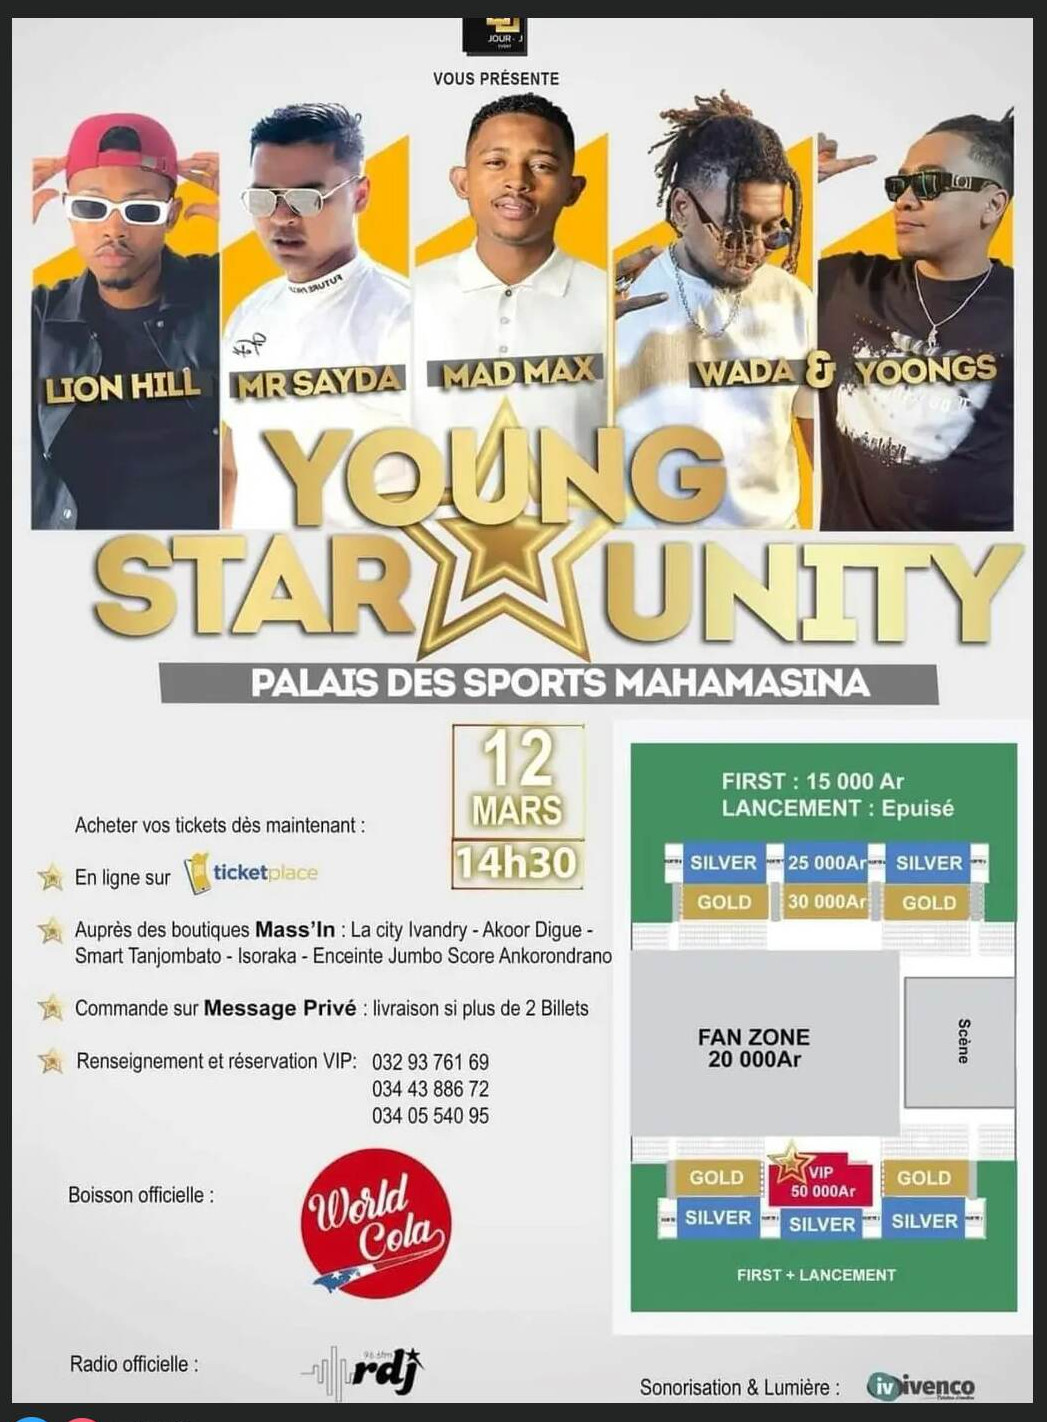 JOUR-J
EVENT
VOUS PRÉSENTE
LION HILL
MR SAYDA
MAD MAX
WADA & YOONGS
YOUNG
STAR UNITY
PALAIS DES SPORTS MAHAMASINA
12
MARS
14h30
Acheter vos tickets dès maintenant :
En ligne sur ticketplace
Auprès des boutiques Mass'In : La city Ivandry - Akoor Digue -
Smart Tanjombato - Isoraka - Enceinte Jumbo Score Ankorondrano
Commande sur Message Privé : livraison si plus de 2 Billets
Renseignement et réservation VIP: 032 93 761 69
034 43 886 72
034 05 540 95
Boisson officielle :
World
Cola
Radio officielle :
96.6fm
rdj
FIRST : 15 000 Ar
LANCEMENT : Epuisé
SILVER 25 000Ar SILVER
GOLD 30 000Ar GOLD
FAN ZONE
20 000Ar
Scène
GOLD VIP GOLD
50 000Ar
SILVER SILVER SILVER
FIRST + LANCEMENT
Sonorisation & Lumière : iv ivenco